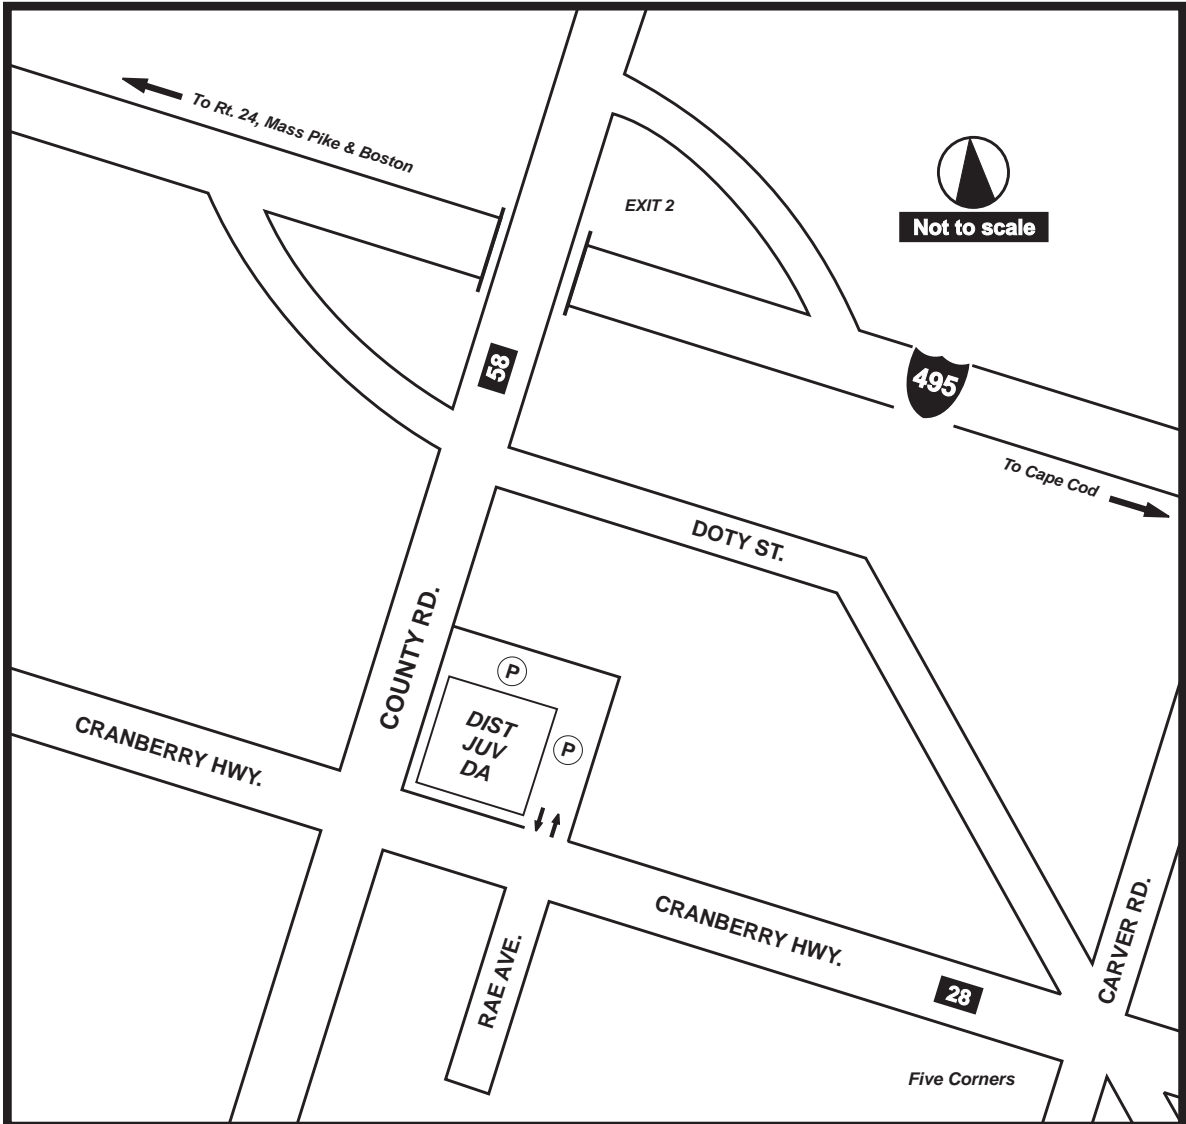 To Rt. 24, Mass Pike & Boston
EXIT 2
Not to scale
58
495
To Cape Cod
DOTY ST.
COUNTY RD.
P
DIST
JUV
DA
P
CRANBERRY HWY.
CRANBERRY HWY.
CARVER RD.
RAE AVE.
28
Five Corners